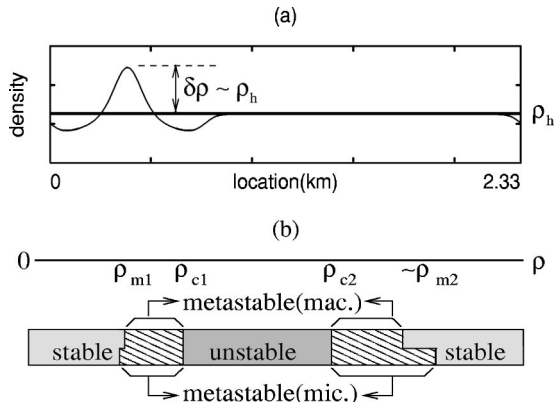 (a)
density
δρ ~ ρh
ρh
0 location(km) 2.33
(b)
0 ρ
ρm1 ρc1 ρc2 ~ρm2
metastable(mac.)
stable unstable stable
metastable(mic.)